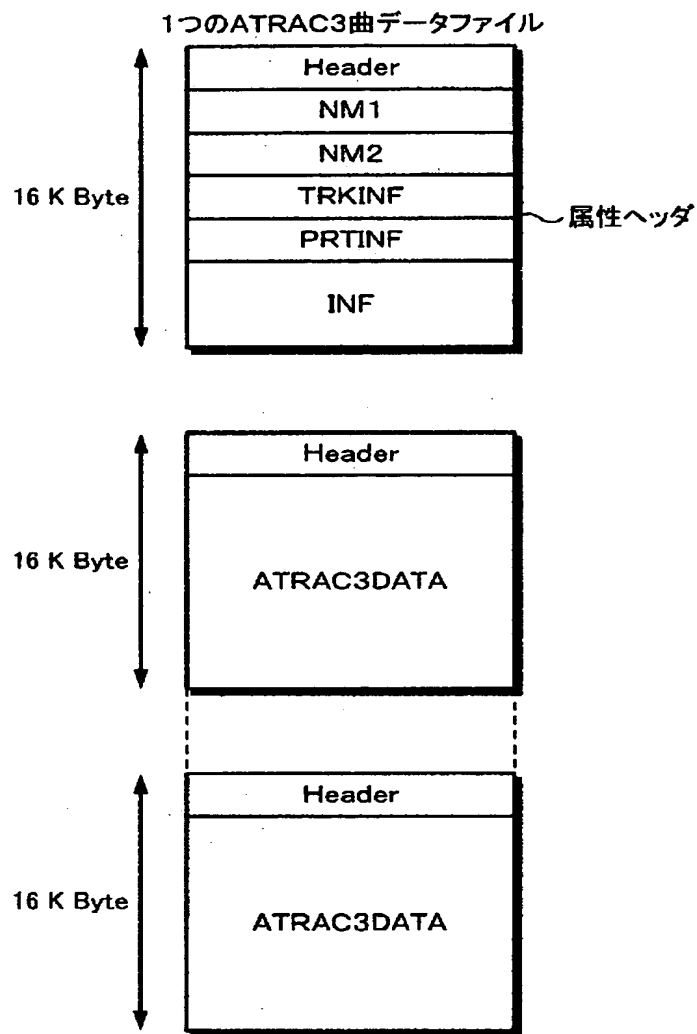 1つのATRAC3曲データファイル
Header
NM1
NM2
TRKINF
PRTINF
INF
16 K Byte
属性ヘッダ
Header
ATRAC3DATA
16 K Byte
Header
ATRAC3DATA
16 K Byte